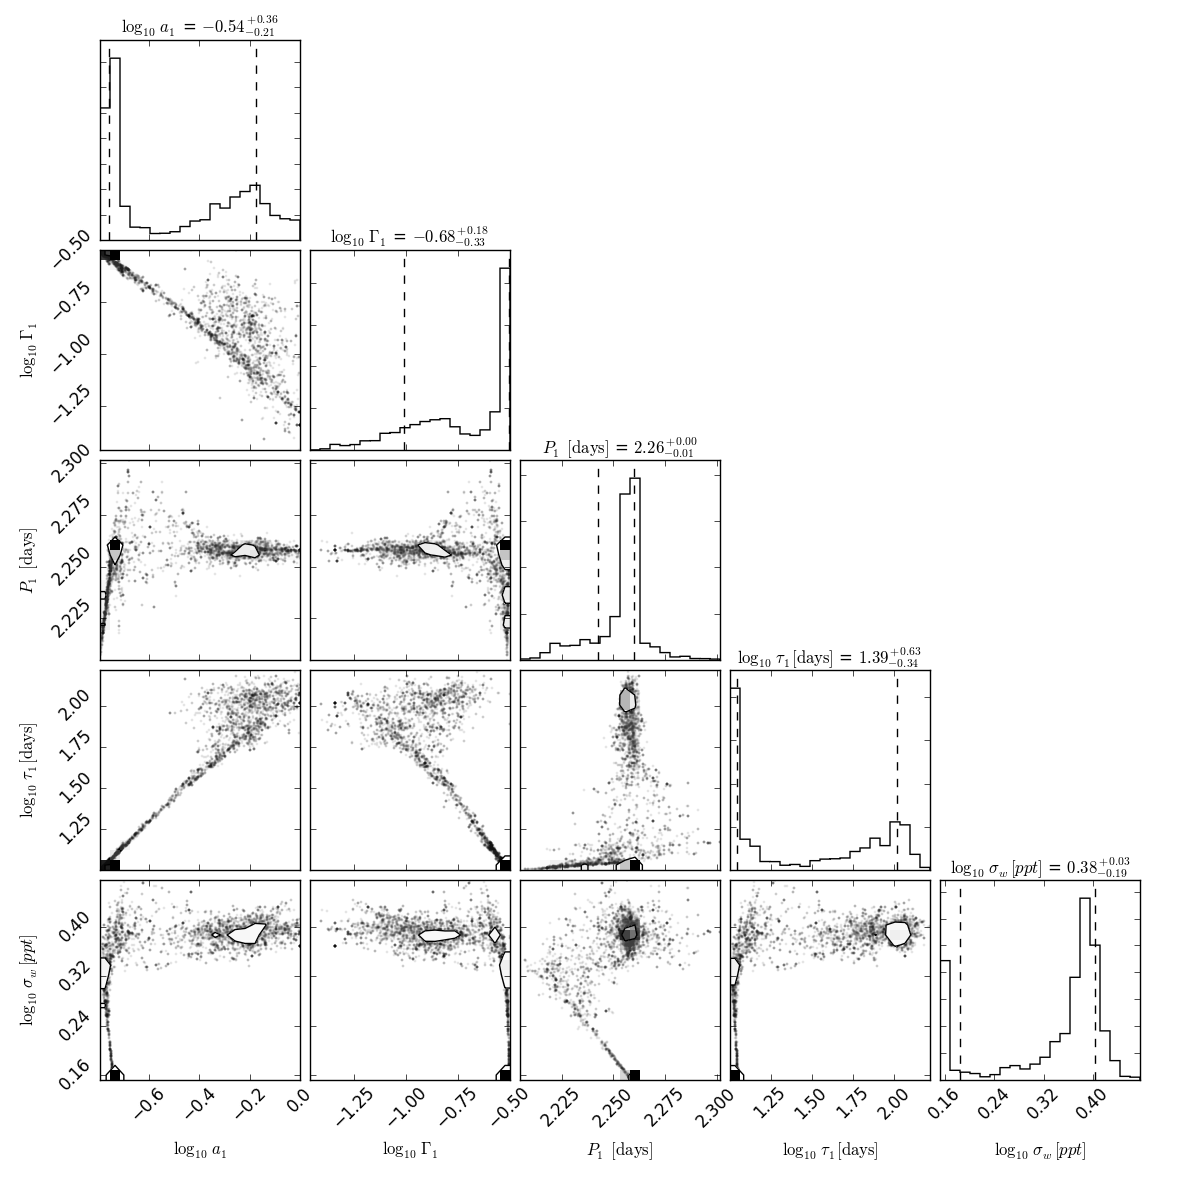 log₁₀ a₁ = −0.54 +0.36 −0.21
−0.50
log₁₀ Γ₁ = −0.68 +0.18 −0.33
−0.75
−1.00
−1.25
log₁₀ Γ₁
2.300
P₁ [days] = 2.26 +0.00 −0.01
2.275
2.250
2.225
P₁ [days]
log₁₀ τ₁[days] = 1.39 +0.63 −0.34
2.00
1.75
1.50
1.25
log₁₀ τ₁[days]
log₁₀ σw[ppt] = 0.38 +0.03 −0.19
0.40
0.32
0.24
0.16
log₁₀ σw[ppt]
−0.6 −0.4 −0.2 0.0 −1.25 −1.00 −0.75 −0.50 2.225 2.250 2.275 2.300 1.25 1.50 1.75 2.00 0.16 0.24 0.32 0.40
log₁₀ a₁ log₁₀ Γ₁ P₁ [days] log₁₀ τ₁[days] log₁₀ σw[ppt]